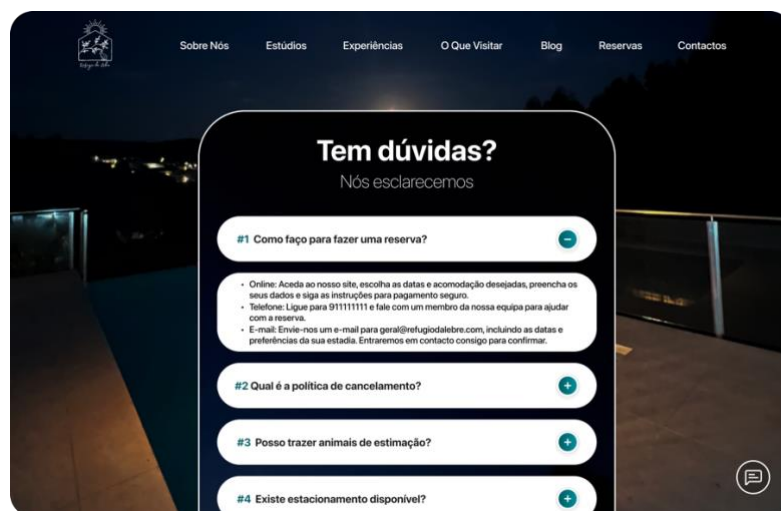 Sobre Nós Estúdios Experiências O Que Visitar Blog Reservas Contactos
Tem dúvidas?
Nós esclarecemos
#1 Como faço para fazer uma reserva?
• Online: Aceda ao nosso site, escolha as datas e acomodação desejadas, preencha os
seus dados e siga as instruções para pagamento seguro.
• Telefone: Ligue para 911111111 e fale com um membro da nossa equipa para ajudar
com a reserva.
• E-mail: Envie-nos um e-mail para geral@refugiodalebre.com, incluindo as datas e
preferências da sua estadia. Entraremos em contacto consigo para confirmar.
#2 Qual é a política de cancelamento?
#3 Posso trazer animais de estimação?
#4 Existe estacionamento disponível?